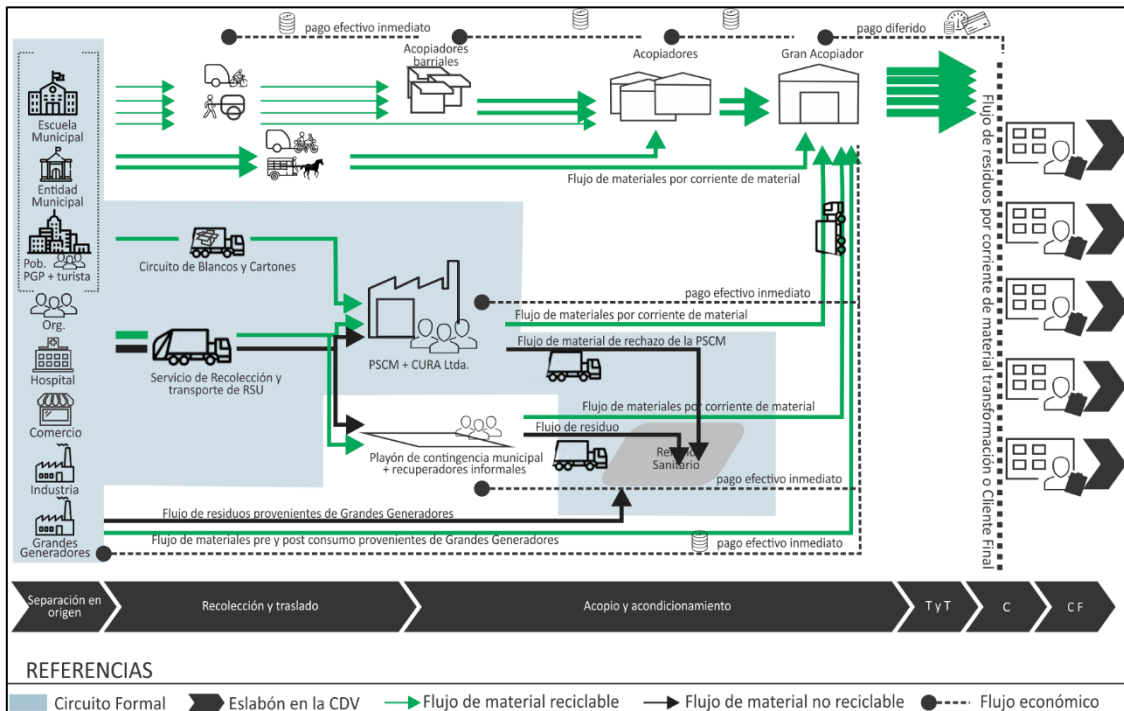 pago efectivo inmediato
pago diferido
Acopiadores
barriales
Acopiadores
Gran Acopiador
Escuela
Municipal
Entidad
Municipal
Pob.
PGP + turista
Org.
Hospital
Comercio
Industria
Grandes
Generadores
Flujo de materiales por corriente de material
Circuito de Blancos y Cartones
Servicio de Recolección y
transporte de RSU
PSCM + CURA Ltda.
pago efectivo inmediato
Flujo de materiales por corriente de material
Flujo de material de rechazo de la PSCM
Flujo de materiales por corriente de material
Flujo de residuo
Playón de contingencia municipal
+ recuperadores informales
Relleno
Sanitario
pago efectivo inmediato
Flujo de residuos provenientes de Grandes Generadores
Flujo de materiales pre y post consumo provenientes de Grandes Generadores
pago efectivo inmediato
Flujo de residuos por corriente de material transformación o Cliente Final
Separación en
origen
Recolección y traslado
Acopio y acondicionamiento
T y T
C
C F
REFERENCIAS
Circuito Formal
Eslabón en la CDV
Flujo de material reciclable
Flujo de material no reciclable
Flujo económico